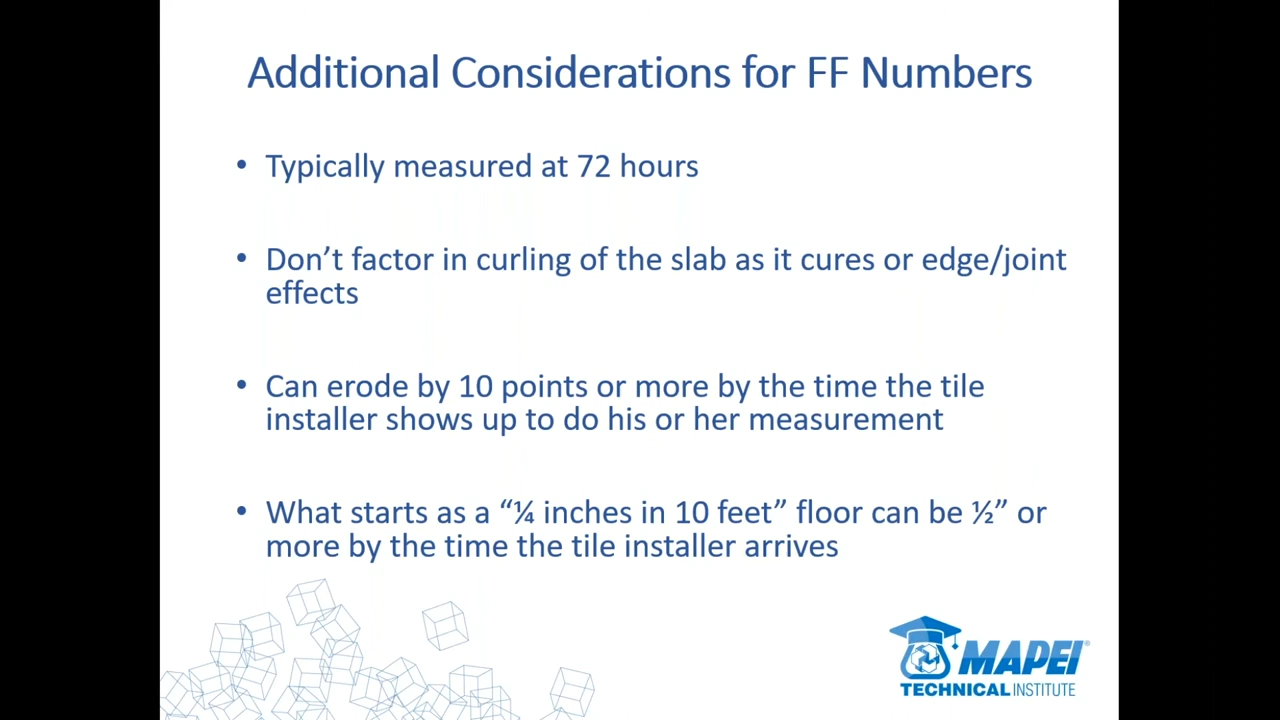 Additional Considerations for FF Numbers
• Typically measured at 72 hours
• Don’t factor in curling of the slab as it cures or edge/joint
effects
• Can erode by 10 points or more by the time the tile
installer shows up to do his or her measurement
• What starts as a “¼ inches in 10 feet” floor can be ½” or
more by the time the tile installer arrives
MAPEI®
TECHNICAL INSTITUTE